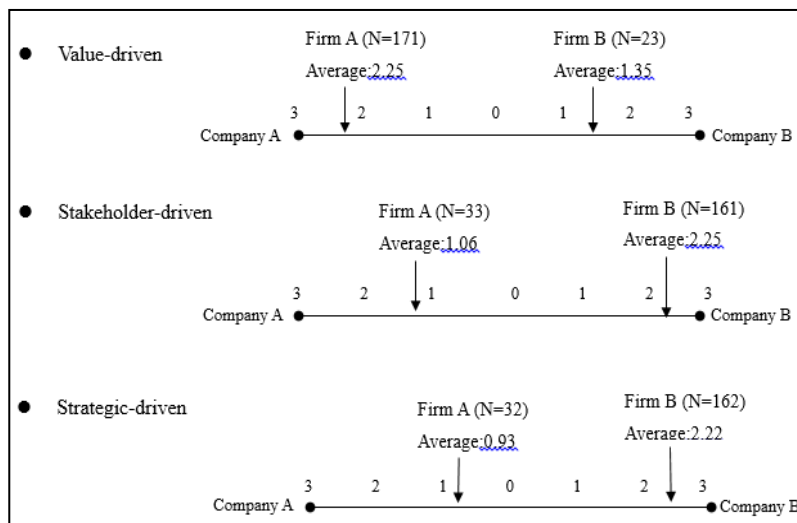 Firm A (N=171) Firm B (N=23)
● Value-driven
Average:2.25 Average:1.35
3 2 1 0 1 2 3
Company A Company B
Firm A (N=33) Firm B (N=161)
● Stakeholder-driven
Average:1.06 Average:2.25
3 2 1 0 1 2 3
Company A Company B
Firm A (N=32) Firm B (N=162)
● Strategic-driven
Average:0.93 Average:2.22
3 2 1 0 1 2 3
Company A Company B